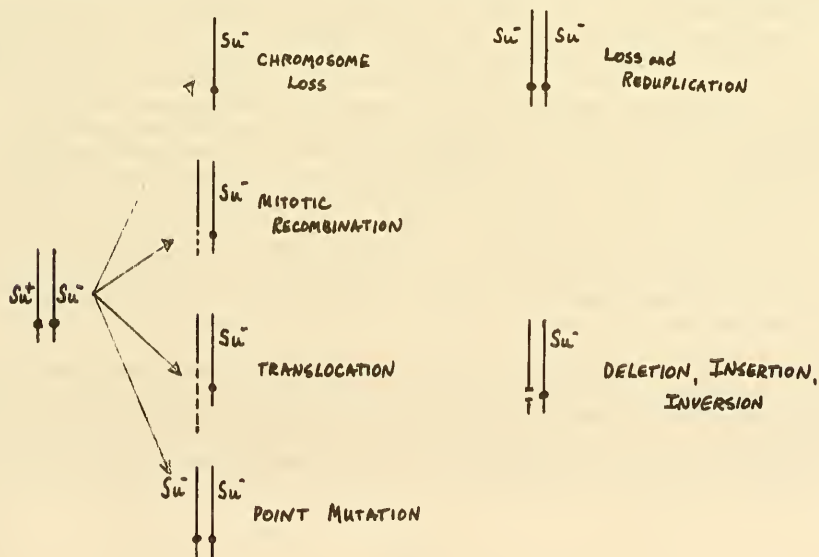 Su⁻
CHROMOSOME
LOSS
Su⁻ Su⁻
LOSS and
REDUPLICATION
Su⁻
MITOTIC
RECOMBINATION
Su⁺ Su⁻
Su⁻
TRANSLOCATION
Su⁻
DELETION, INSERTION,
INVERSION
Su⁻ Su⁻
POINT MUTATION